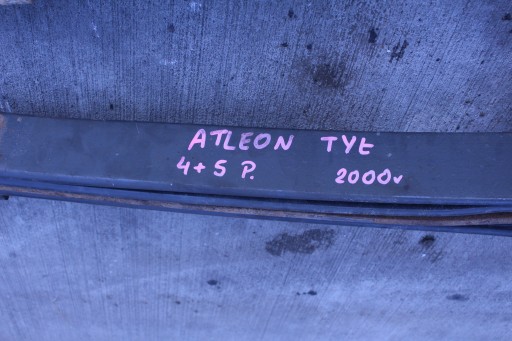 ATLEON TYŁ
4+5 P. 2000r